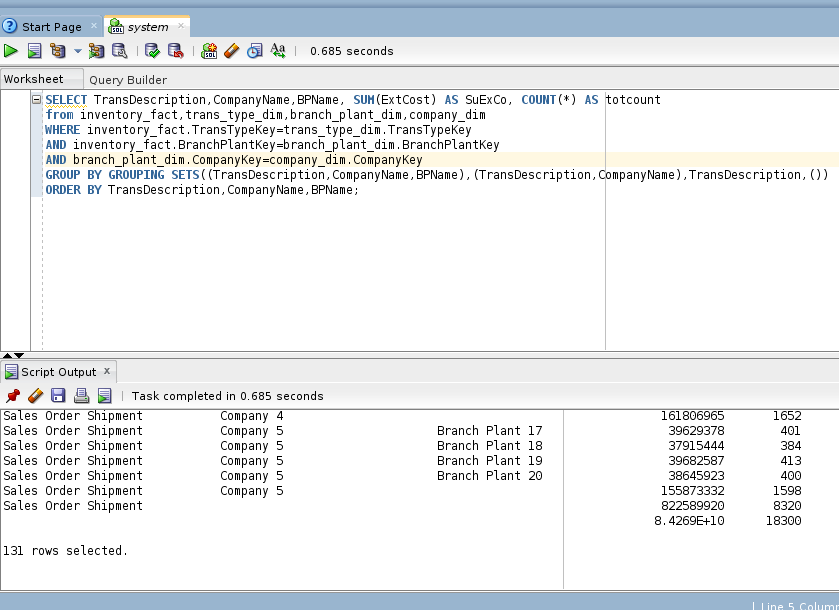 Start Page × system ×
0.685 seconds
Worksheet Query Builder
SELECT TransDescription,CompanyName,BPName, SUM(ExtCost) AS SuExCo, COUNT(*) AS totcount
from inventory_fact,trans_type_dim,branch_plant_dim,company_dim
WHERE inventory_fact.TransTypeKey=trans_type_dim.TransTypeKey
AND inventory_fact.BranchPlantKey=branch_plant_dim.BranchPlantKey
AND branch_plant_dim.CompanyKey=company_dim.CompanyKey
GROUP BY GROUPING SETS((TransDescription,CompanyName,BPName),(TransDescription,CompanyName),TransDescription,())
ORDER BY TransDescription,CompanyName,BPName;
Script Output x
Task completed in 0.685 seconds
Sales Order Shipment Company 4 161806965 1652
Sales Order Shipment Company 5 Branch Plant 17 39629378 401
Sales Order Shipment Company 5 Branch Plant 18 37915444 384
Sales Order Shipment Company 5 Branch Plant 19 39682587 413
Sales Order Shipment Company 5 Branch Plant 20 38645923 400
Sales Order Shipment Company 5 155873332 1598
Sales Order Shipment 822589920 8320
8.4269E+10 18300
131 rows selected.
Line 5 Colum